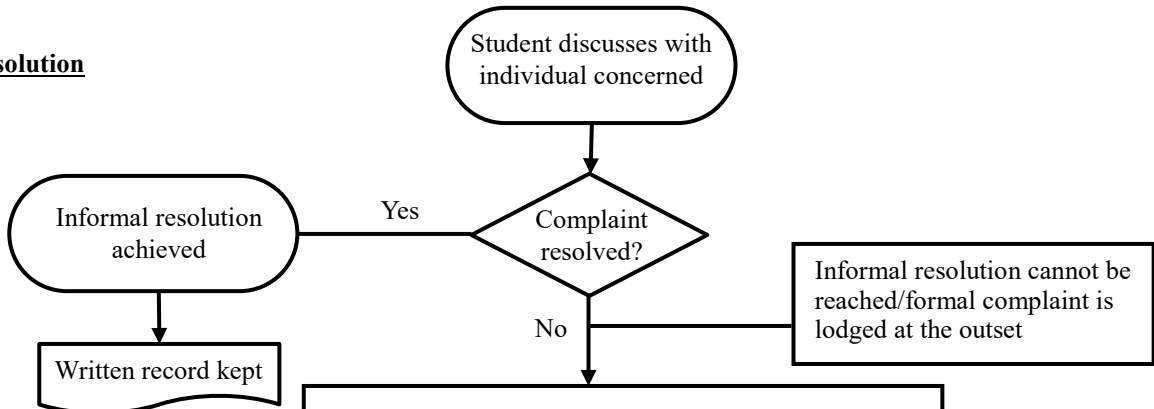 Student discusses with
individual concerned
Complaint
resolved?
Yes
Informal resolution
achieved
Written record kept
No
Informal resolution cannot be
reached/formal complaint is
lodged at the outset